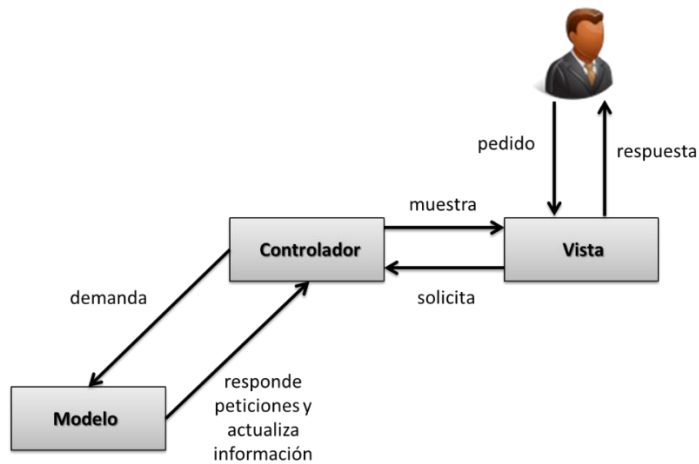 pedido
respuesta
muestra
Controlador
Vista
solicita
demanda
responde
peticiones y
actualiza
información
Modelo